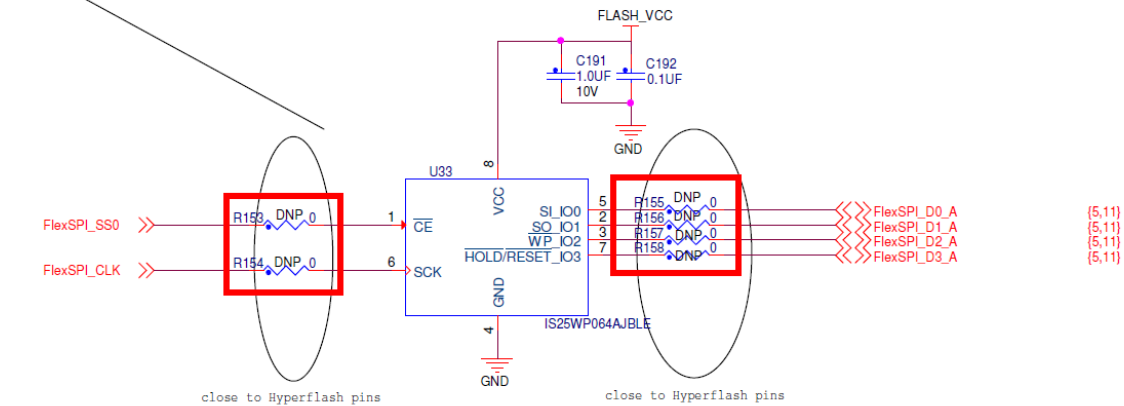 FLASH_VCC
C191
1.0UF
10V
C192
0.1UF
GND
U33
8
VCC
FlexSPI_SS0
R153 DNP 0
1
CE
FlexSPI_CLK
R154 DNP 0
6
SCK
SI_IO0
5
R155 DNP 0
FlexSPI_D0_A
{5,11}
SO_IO1
2
R156 DNP 0
FlexSPI_D1_A
{5,11}
WP_IO2
3
R157 DNP 0
FlexSPI_D2_A
{5,11}
HOLD/RESET_IO3
7
R158 DNP 0
FlexSPI_D3_A
{5,11}
GND
4
IS25WP064AJBLE
GND
close to Hyperflash pins
close to Hyperflash pins